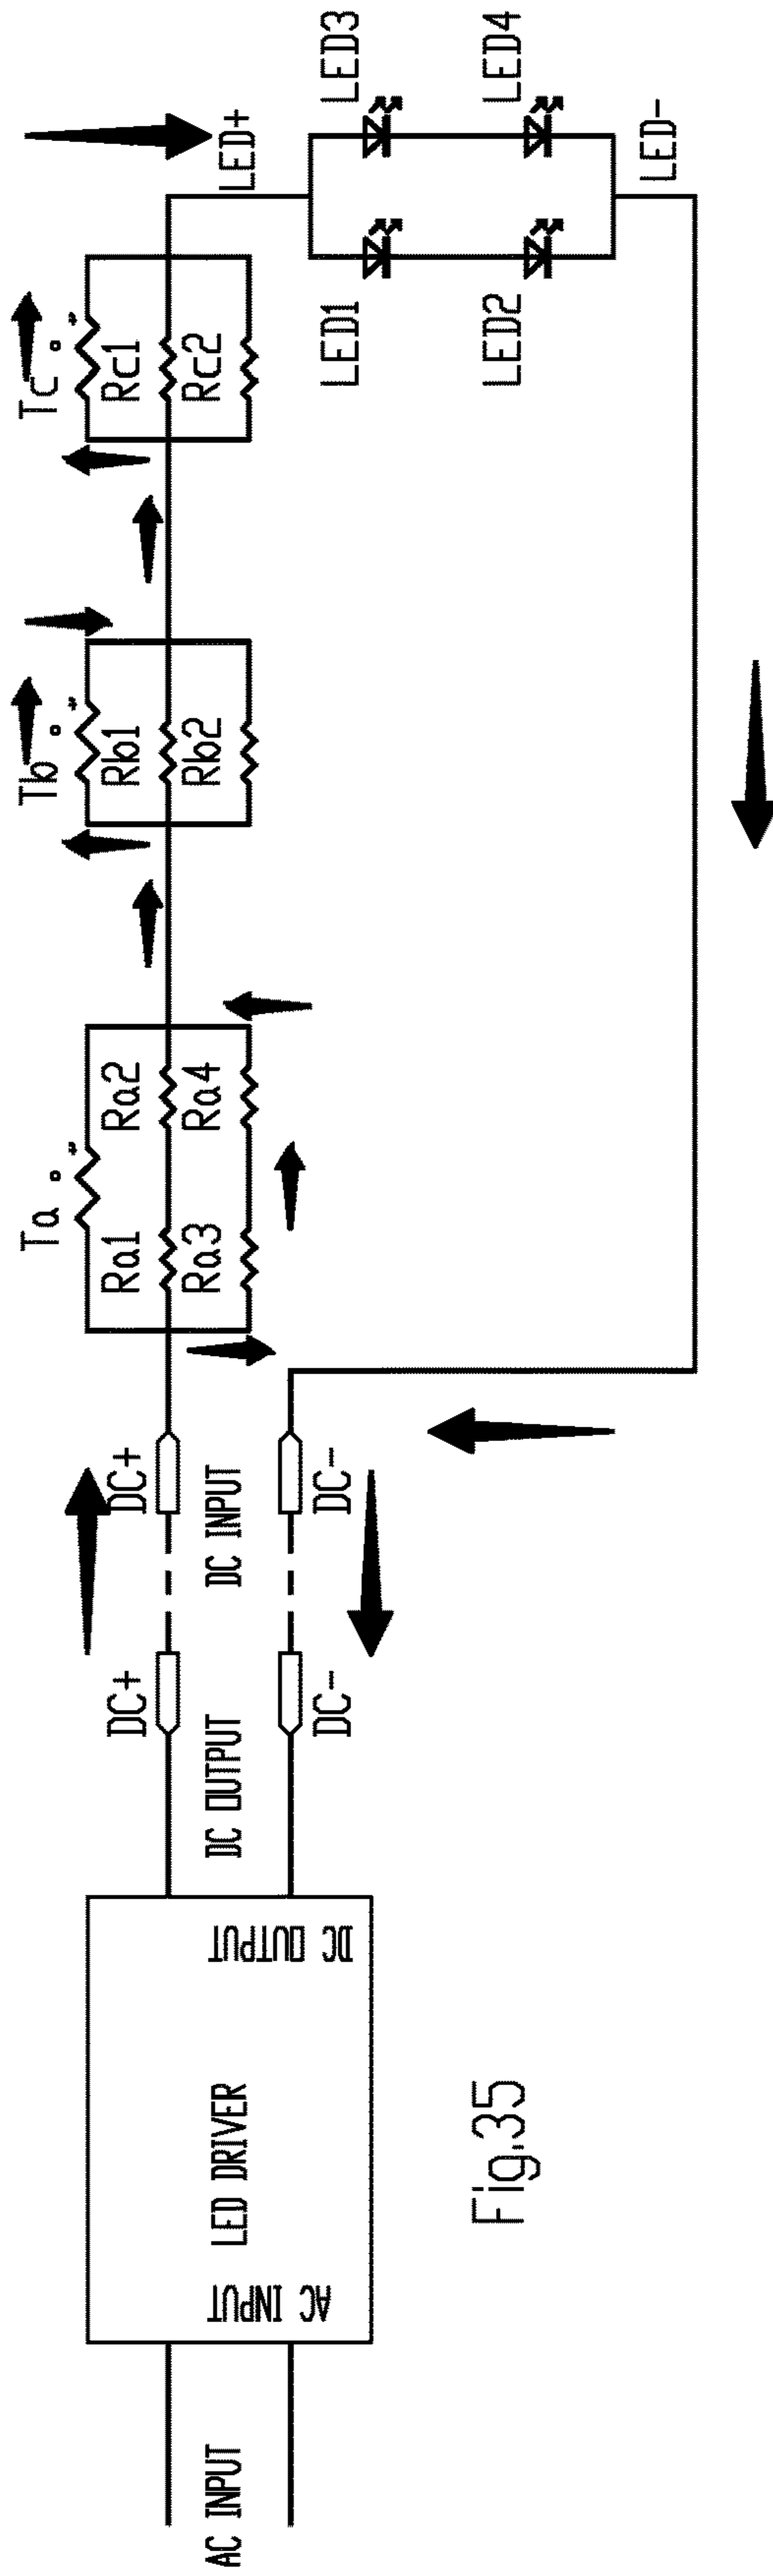 AC INPUT
AC INPUT
LED DRIVER
DC OUTPUT
DC OUTPUT
DC+
DC-
DC INPUT
DC+
DC-
Ta °
Ra1
Ra2
Ra3
Ra4
Tb °
Rb1
Rb2
Tc °
Rc1
Rc2
LED+
LED1
LED3
LED2
LED4
LED-
Fig.35